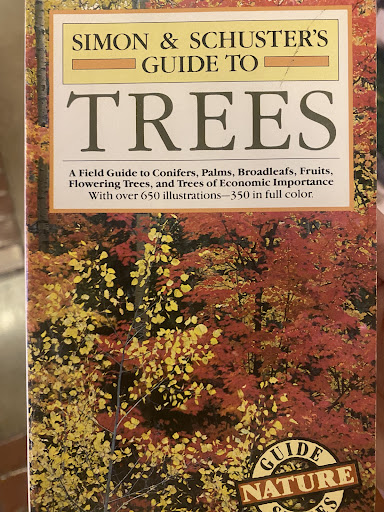 SIMON & SCHUSTER'S
GUIDE TO
TREES
A Field Guide to Conifers, Palms, Broadleafs, Fruits,
Flowering Trees, and Trees of Economic Importance
With over 650 illustrations—350 in full color.
GUIDE
NATURE